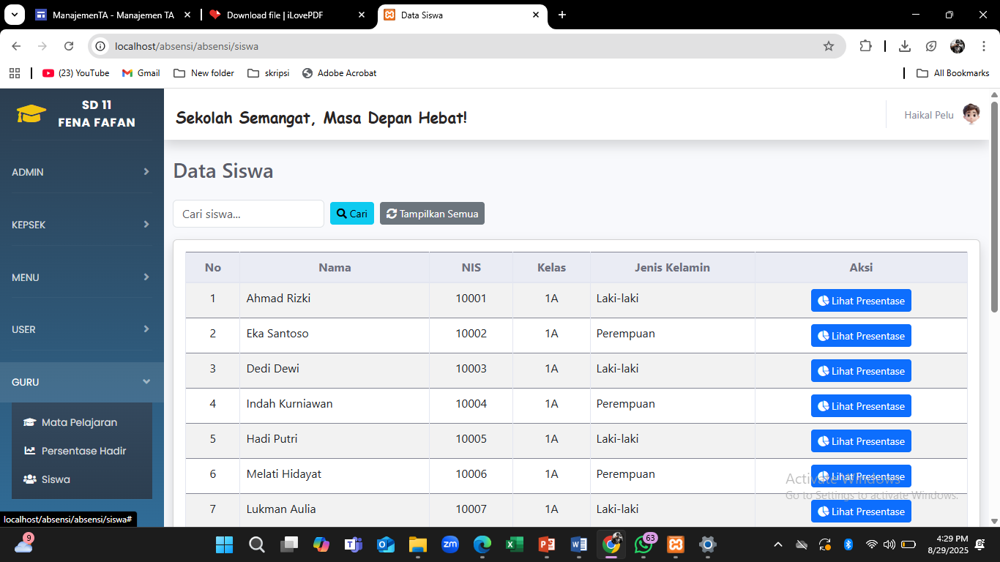 ManajemenTA - Manajemen TA
Download file | iLovePDF
Data Siswa
localhost/absensi/absensi/siswa
(23) YouTube
Gmail
New folder
skripsi
Adobe Acrobat
All Bookmarks
SD 11
FENA FAFAN
Sekolah Semangat, Masa Depan Hebat!
Haikal Pelu
ADMIN
KEPSEK
MENU
USER
GURU
Mata Pelajaran
Persentase Hadir
Siswa
Data Siswa
Cari siswa...
Cari
Tampilkan Semua
No Nama NIS Kelas Jenis Kelamin Aksi
1 Ahmad Rizki 10001 1A Laki-laki Lihat Presentase
2 Eka Santoso 10002 1A Perempuan Lihat Presentase
3 Dedi Dewi 10003 1A Laki-laki Lihat Presentase
4 Indah Kurniawan 10004 1A Perempuan Lihat Presentase
5 Hadi Putri 10005 1A Laki-laki Lihat Presentase
6 Melati Hidayat 10006 1A Perempuan Lihat Presentase
7 Lukman Aulia 10007 1A Laki-laki Lihat Presentase
Activate Windows
Go to Settings to activate Windows.
localhost/absensi/absensi/siswa#
9
zm
63
4:29 PM
8/29/2025